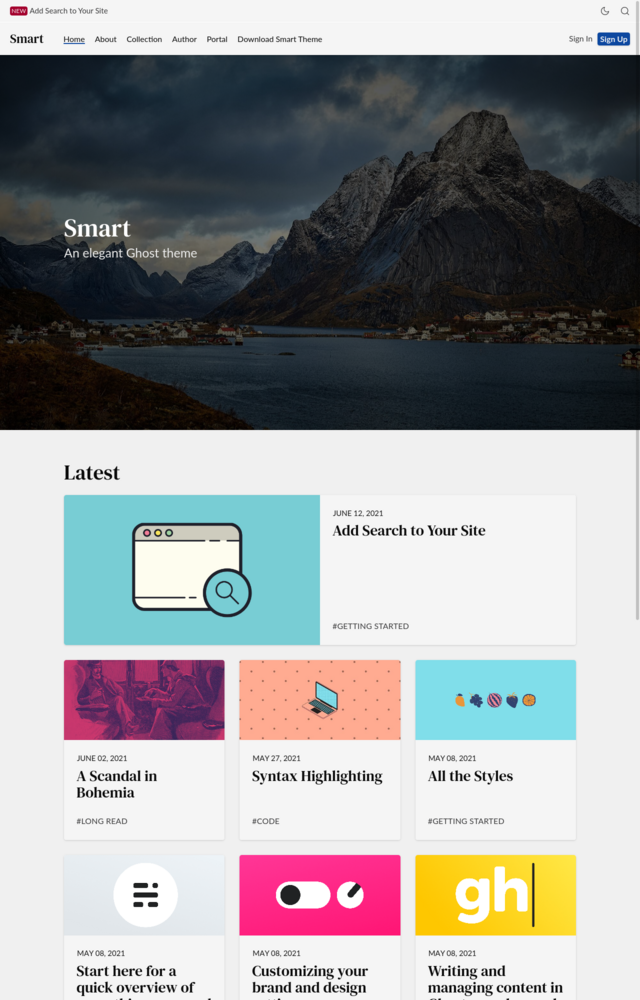 NEW Add Search to Your Site
Smart Home About Collection Author Portal Download Smart Theme Sign In Sign Up
Smart
An elegant Ghost theme
Latest
JUNE 12, 2021
Add Search to Your Site
#GETTING STARTED
JUNE 02, 2021
A Scandal in
Bohemia
#LONG READ
MAY 27, 2021
Syntax Highlighting
#CODE
MAY 08, 2021
All the Styles
#GETTING STARTED
MAY 08, 2021
Start here for a
quick overview of
MAY 08, 2021
Customizing your
brand and design
gh
MAY 08, 2021
Writing and
managing content in